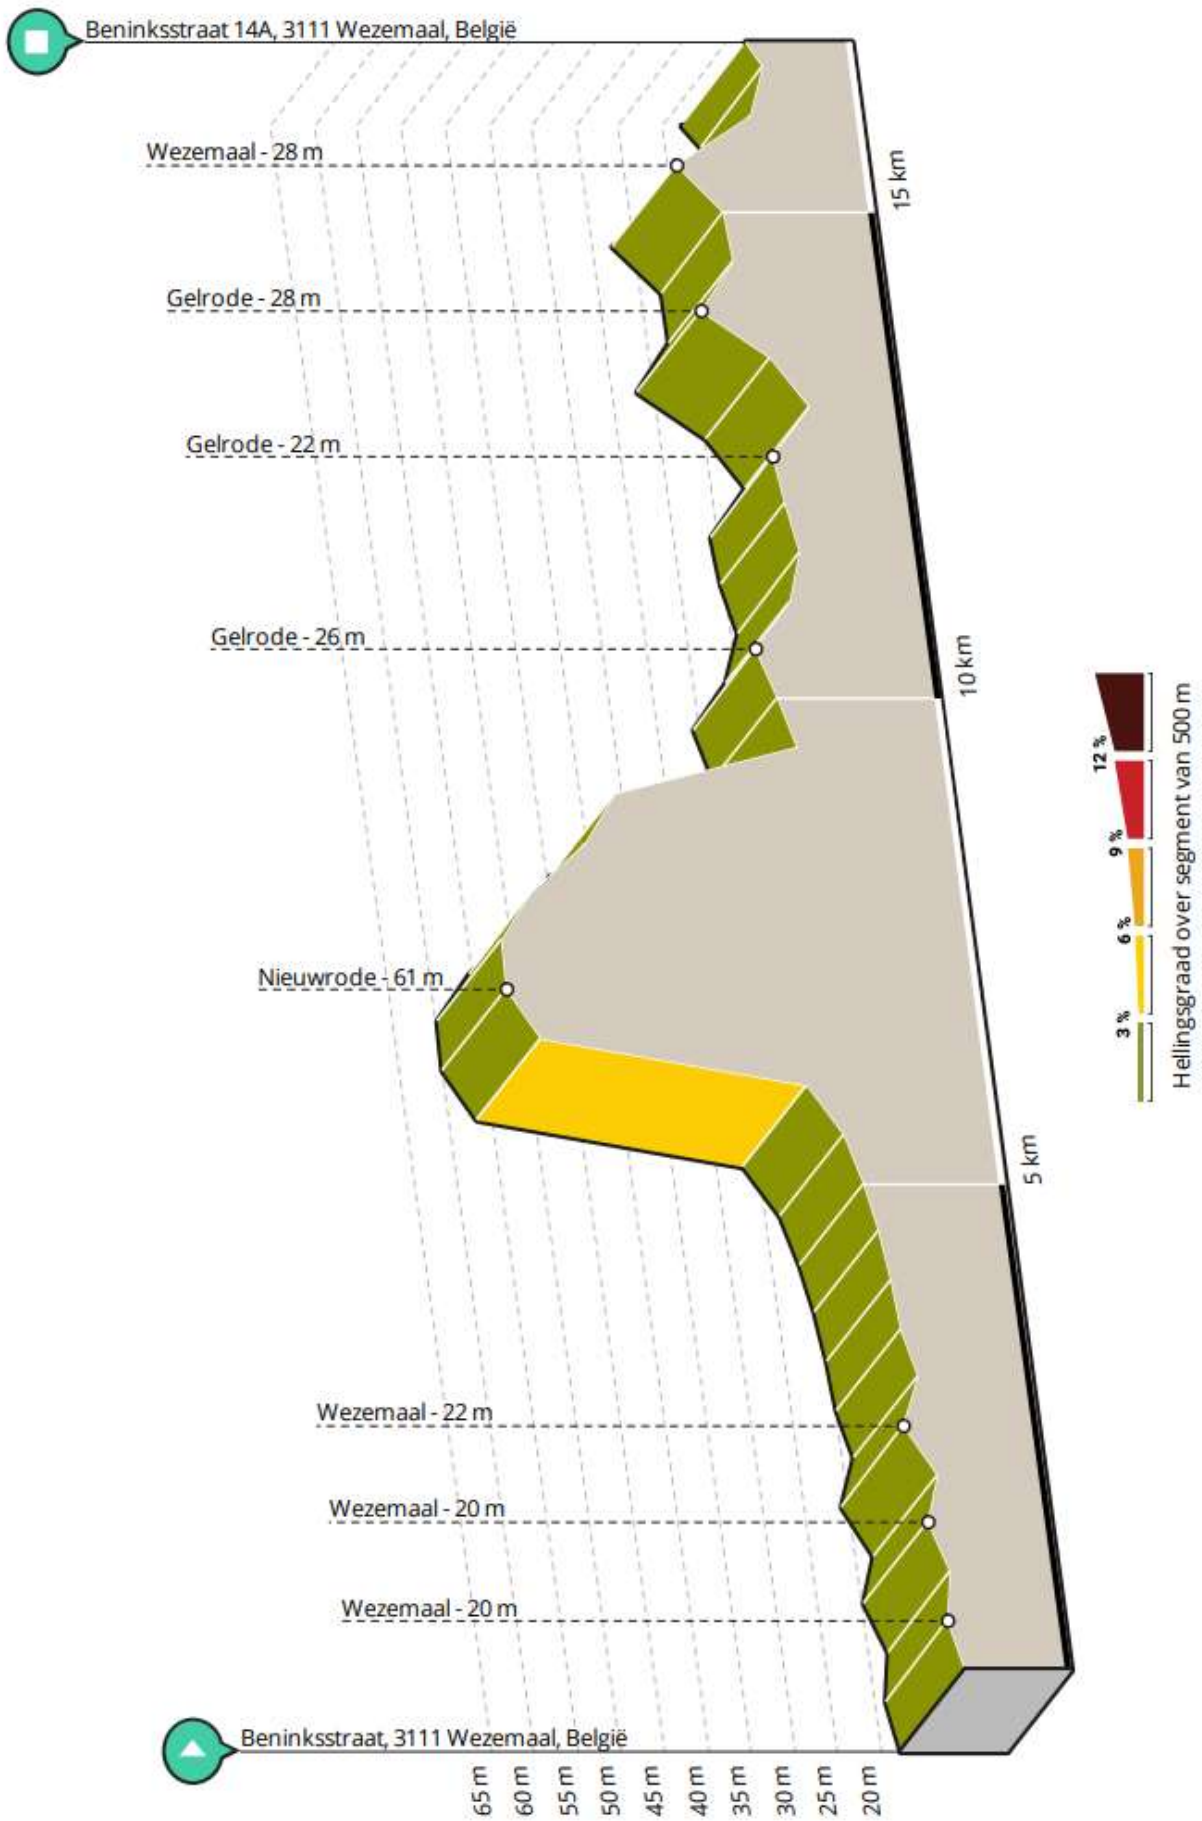 Beninksstraat 14A, 3111 Wezemaal, België
Wezemaal - 28 m
15 km
Gelrode - 28 m
Gelrode - 22 m
Gelrode - 26 m
10 km
Nieuwrode - 61 m
5 km
Wezemaal - 22 m
Wezemaal - 20 m
Wezemaal - 20 m
Beninksstraat, 3111 Wezemaal, België
65 m
60 m
55 m
50 m
45 m
40 m
35 m
30 m
25 m
20 m
3 %
6 %
9 %
12 %
Hellingsgraad over segment van 500 m